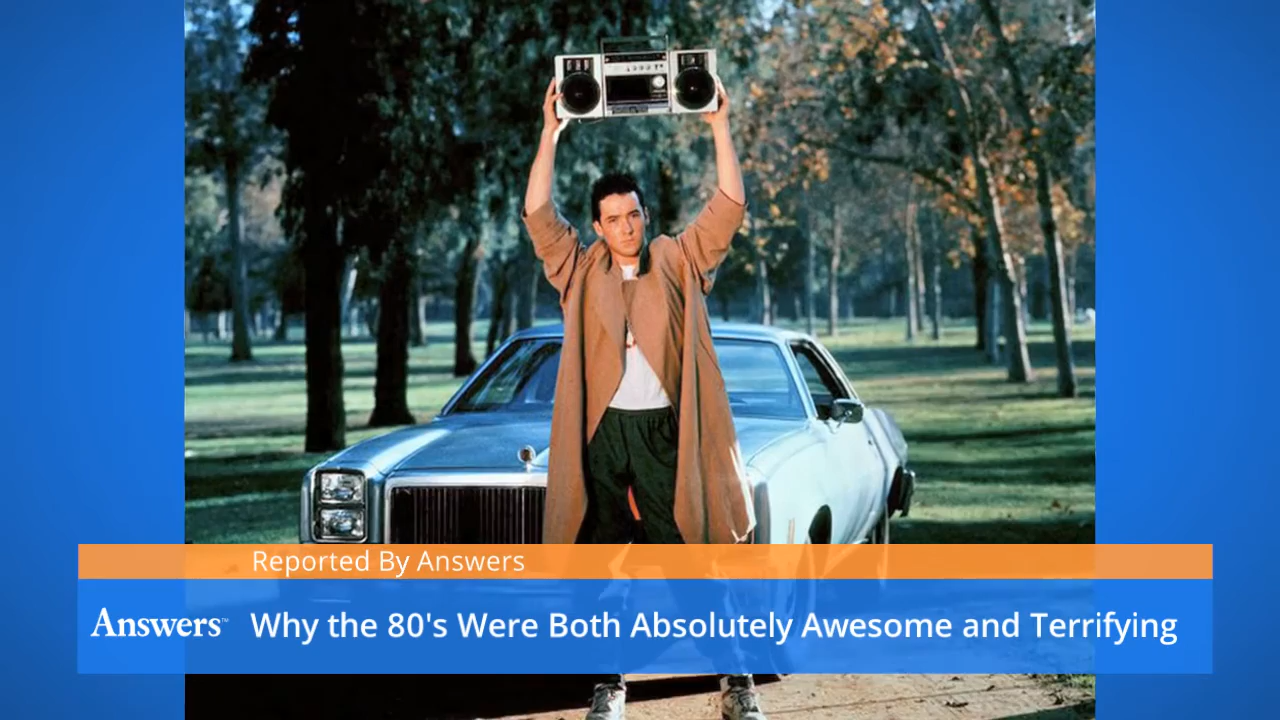 Reported By Answers
Answers™ Why the 80's Were Both Absolutely Awesome and Terrifying